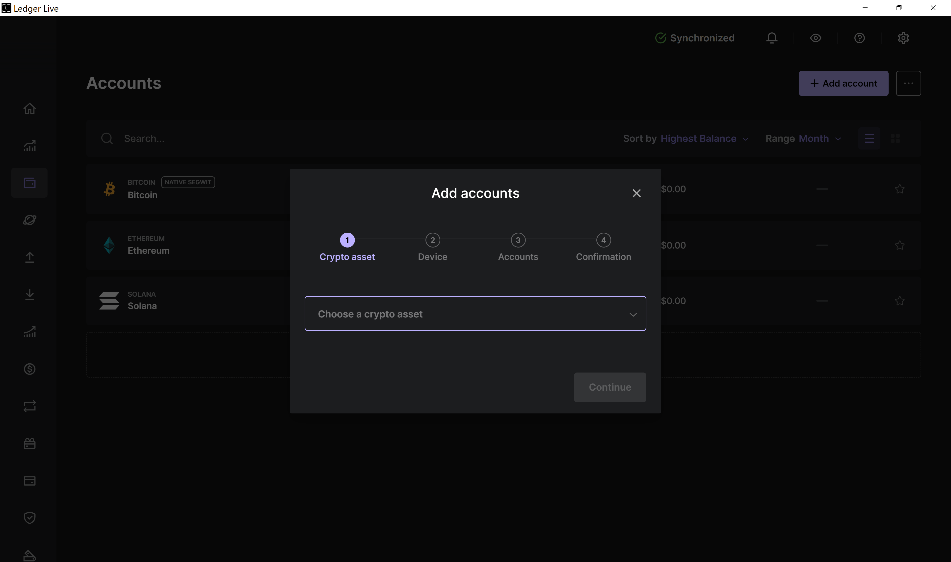 Ledger Live
Synchronized
Accounts
+ Add account
Search...
Sort by Highest Balance
Range Month
BITCOIN NATIVE SEGWIT
Bitcoin
$0.00
ETHEREUM
Ethereum
$0.00
SOLANA
Solana
$0.00
Add accounts
1 2 3 4
Crypto asset Device Accounts Confirmation
Choose a crypto asset
Continue